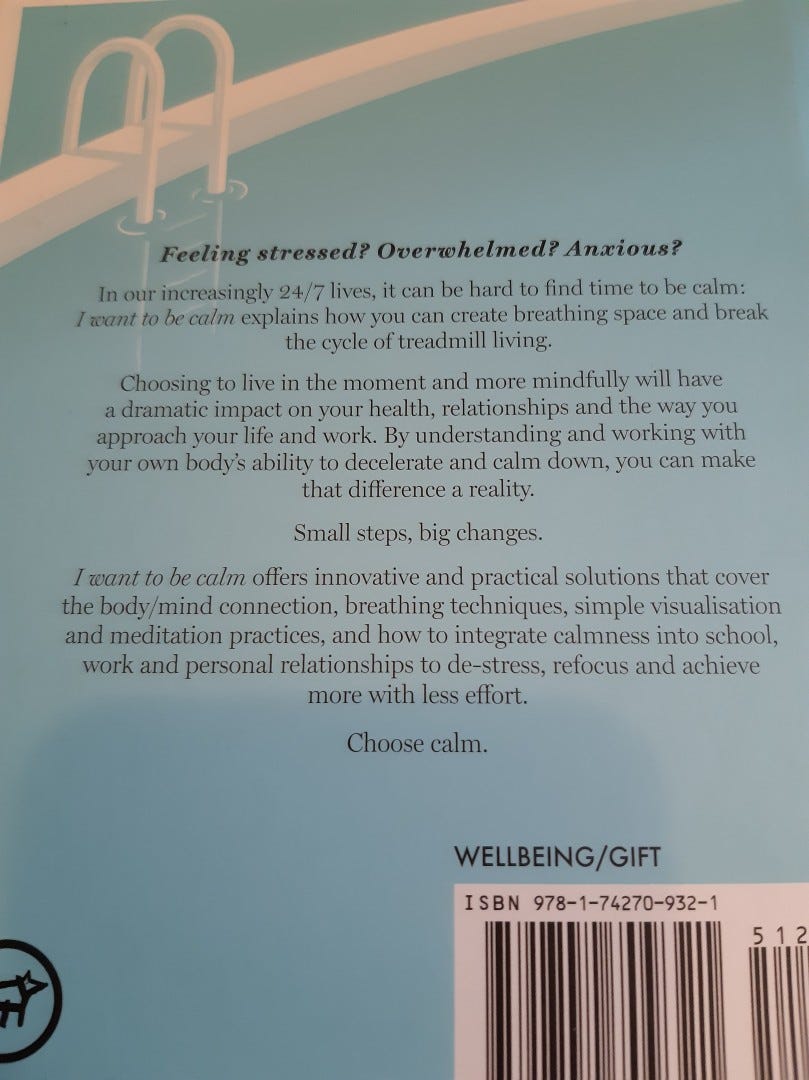 Feeling stressed? Overwhelmed? Anxious?
In our increasingly 24/7 lives, it can be hard to find time to be calm:
I want to be calm explains how you can create breathing space and break
the cycle of treadmill living.
Choosing to live in the moment and more mindfully will have
a dramatic impact on your health, relationships and the way you
approach your life and work. By understanding and working with
your own body's ability to decelerate and calm down, you can make
that difference a reality.
Small steps, big changes.
I want to be calm offers innovative and practical solutions that cover
the body/mind connection, breathing techniques, simple visualisation
and meditation practices, and how to integrate calmness into school,
work and personal relationships to de-stress, refocus and achieve
more with less effort.
Choose calm.
WELLBEING/GIFT
ISBN 978-1-74270-932-1
5 1 2